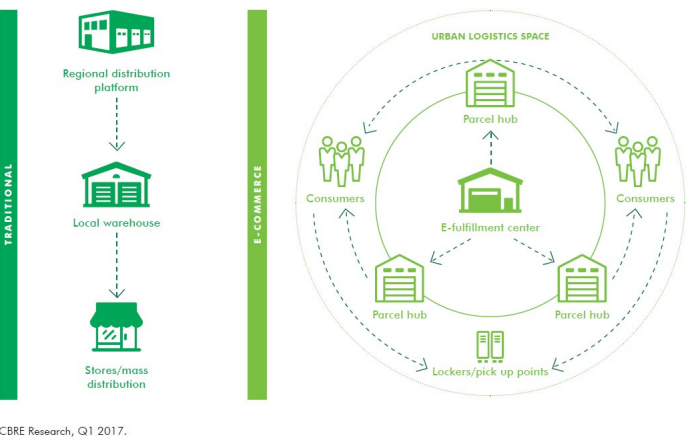 TRADITIONAL
Regional distribution
platform
Local warehouse
Stores/mass
distribution
E-COMMERCE
URBAN LOGISTICS SPACE
Parcel hub
Consumers
Consumers
E-fulfillment center
Parcel hub
Parcel hub
Lockers/pick up points
CBRE Research, Q1 2017.